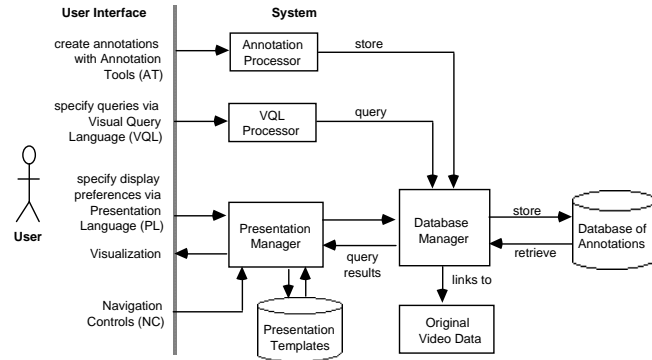 User Interface
System
create annotations
with Annotation
Tools (AT)
Annotation
Processor
store
specify queries via
Visual Query
Language (VQL)
VQL
Processor
query
User
specify display
preferences via
Presentation
Language (PL)
Visualization
Navigation
Controls (NC)
Presentation
Manager
query
results
Presentation
Templates
Database
Manager
store
retrieve
Database of
Annotations
links to
Original
Video Data